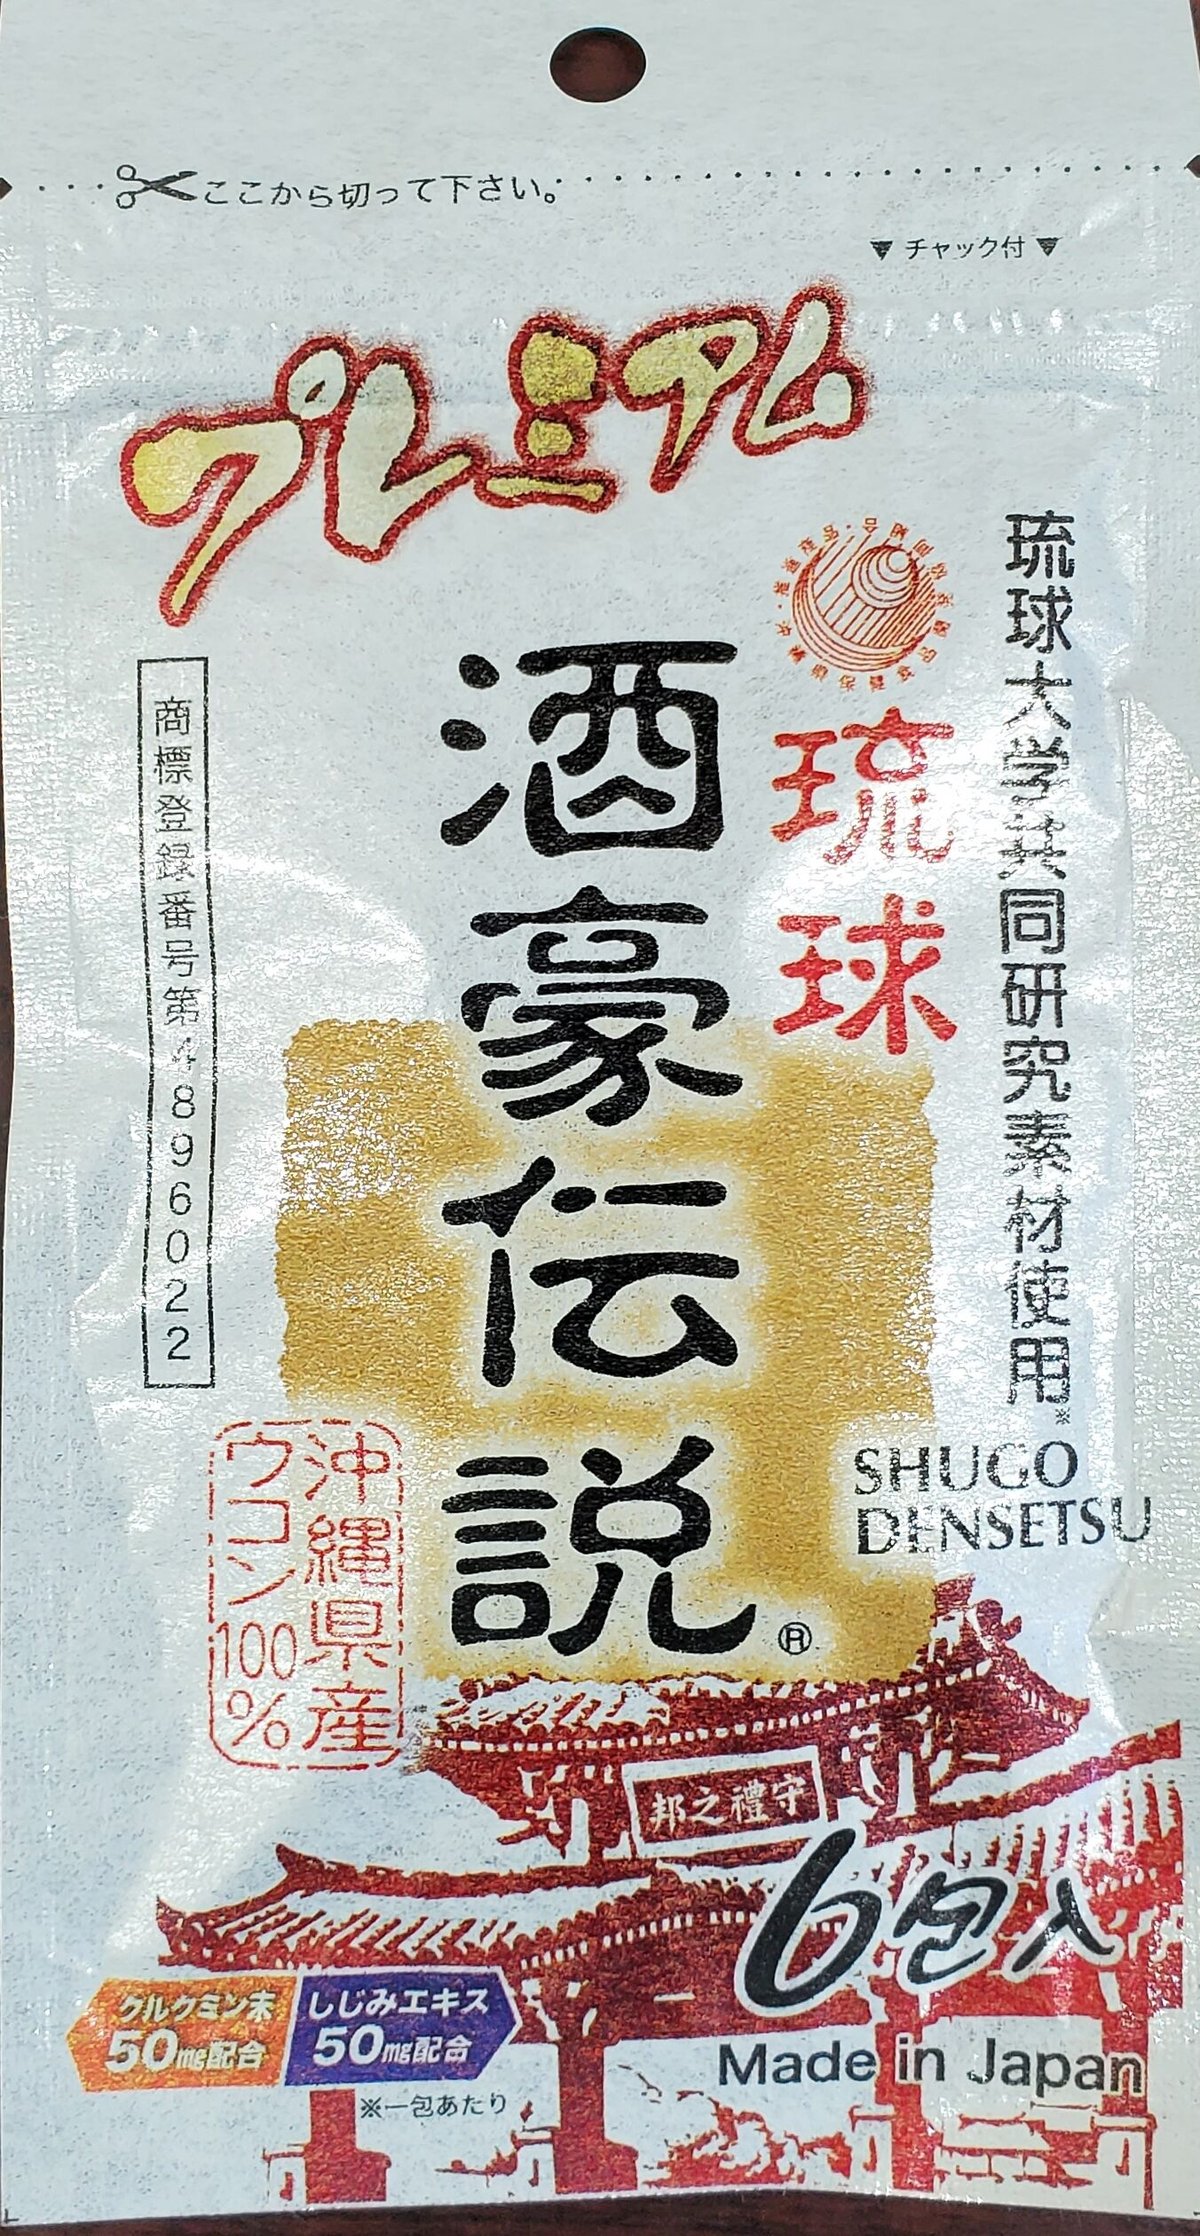 ここから切って下さい。
▼ チャック付 ▼
プレミアム
琉球大学共同研究素材使用※
琉球
酒豪伝説®
商標登録番号第4896022
SHUGO
DENSETSU
沖縄県産
ウコン100%
守禮之邦
6包入
クルクミン末
50mg配合
しじみエキス
50mg配合
※一包あたり
Made in Japan